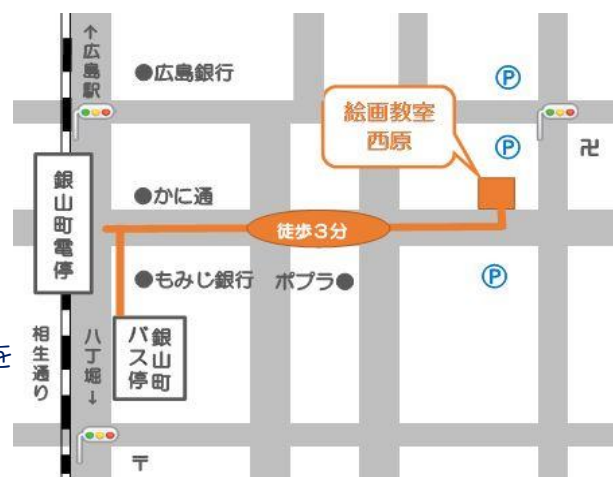 ↑広島駅
●広島銀行
P
絵画教室
西原
P
卍
銀山町電停
●かに通
徒歩3分
●もみじ銀行
ポプラ●
P
を
相生通り
八丁堀↓
銀山町
バス停
〒